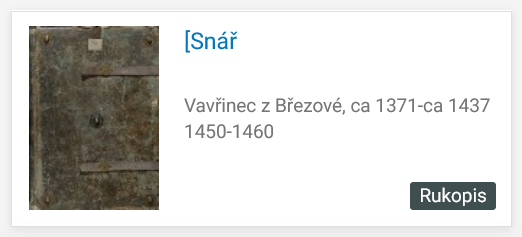 [Snář
Vavřinec z Březové, ca 1371-ca 1437
1450-1460
Rukopis